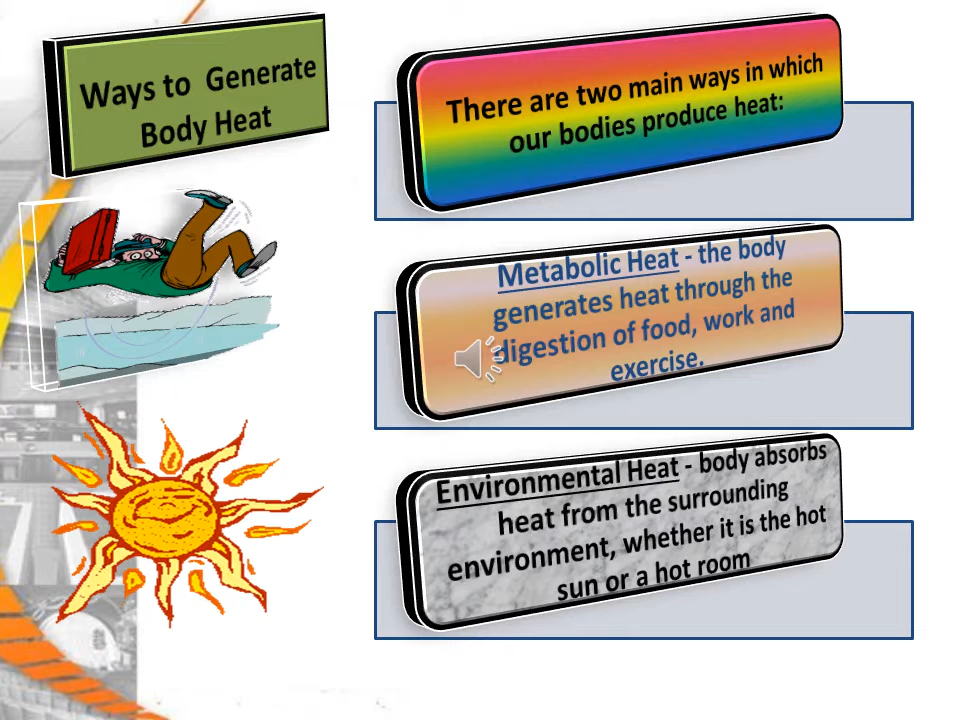 Ways to Generate
Body Heat
There are two main ways in which
our bodies produce heat:
Metabolic Heat - the body
generates heat through the
digestion of food, work and
exercise.
Environmental Heat - body absorbs
heat from the surrounding
environment, whether it is the hot
sun or a hot room